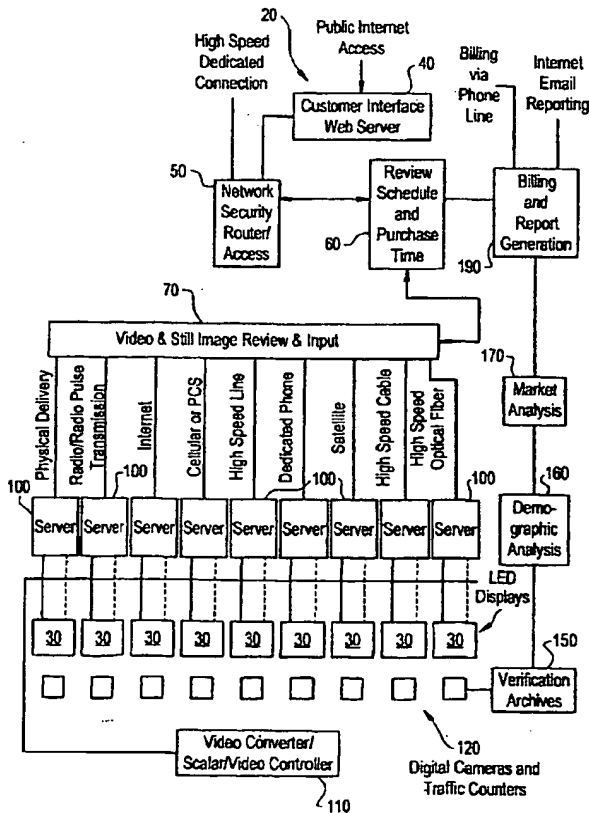 20
Public Internet
Access
High Speed
Dedicated
Connection
40
Billing
via
Phone
Line
Internet
Email
Reporting
Customer Interface
Web Server
50
Network
Security
Router/
Access
Review
Schedule
and
Purchase
Time
60
Billing
and
Report
Generation
190
70
Video & Still Image Review & Input
170
Market
Analysis
Physical Delivery
Radio/Radio Pulse
Transmission
Internet
Cellular or PCS
High Speed Line
Dedicated Phone
Satellite
High Speed Cable
High Speed
Optical Fiber
100
100
100
100
160
Server
Server
Server
Server
Server
Server
Server
Server
Server
Demo-
graphic
Analysis
LED
Displays
30
30
30
30
30
30
30
30
30
150
Verification
Archives
120
Digital Cameras and
Traffic Counters
Video Converter/
Scalar/Video Controller
110